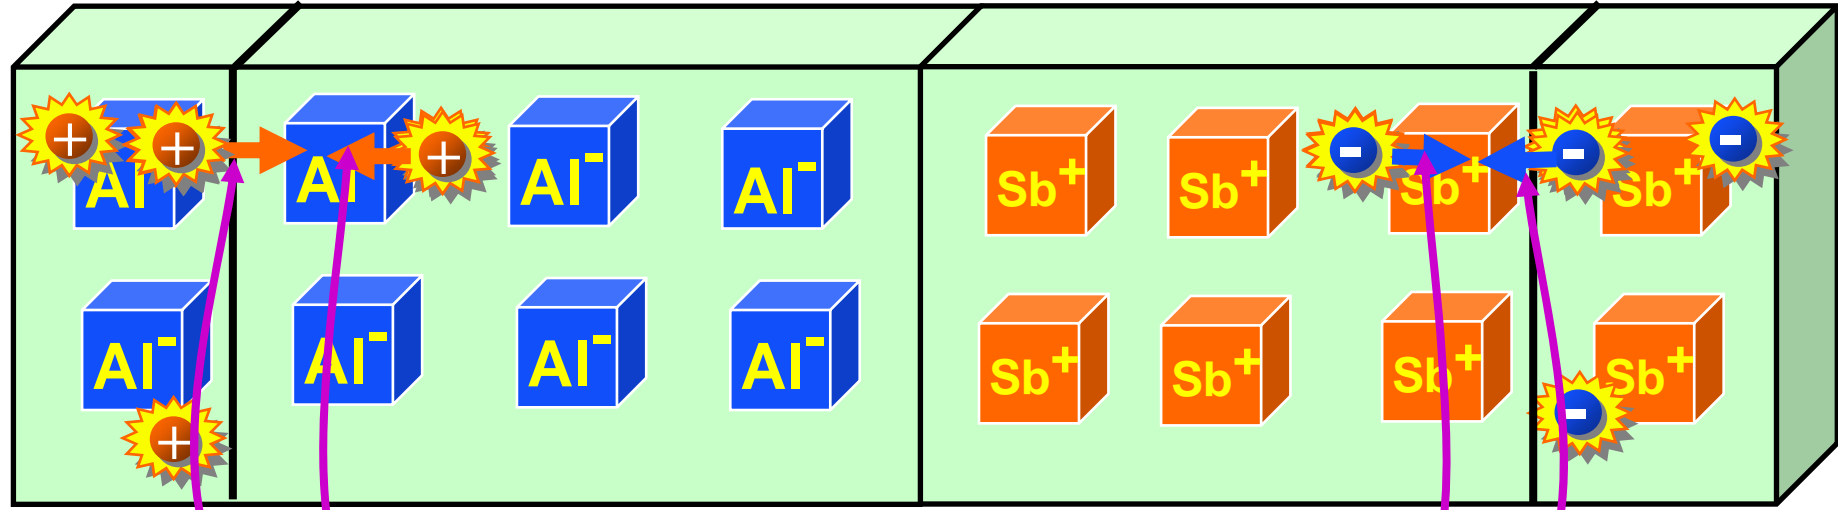 + + Al⁻ Al⁻ + Al⁻ Al⁻ Sb⁺ Sb⁺ - Sb⁺ - Sb⁺ -
Al⁻ Al⁻ Al⁻ Al⁻ Sb⁺ Sb⁺ Sb⁺ Sb⁺
+ -